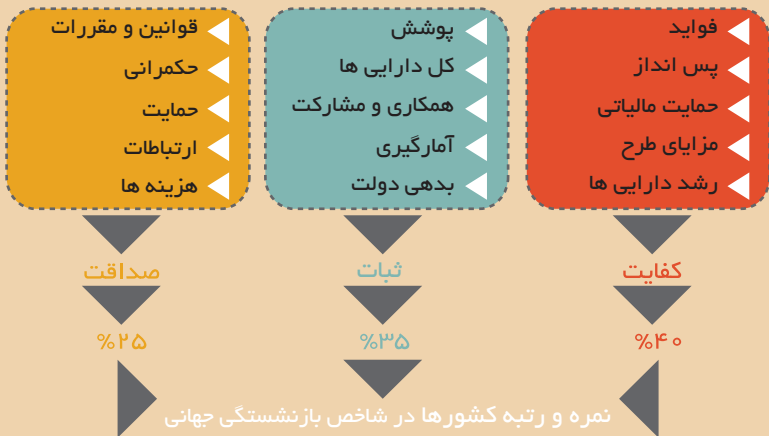 فواید
پس انداز
حمایت مالیاتی
مزایای طرح
رشد دارایی ها
کفایت
%۴۰
پوشش
کل دارایی ها
همکاری و مشارکت
آمارگیری
بدهی دولت
ثبات
%۳۵
قوانین و مقررات
حکمرانی
حمایت
ارتباطات
هزینه ها
صداقت
%۲۵
نمره و رتبه کشورها در شاخص بازنشستگی جهانی